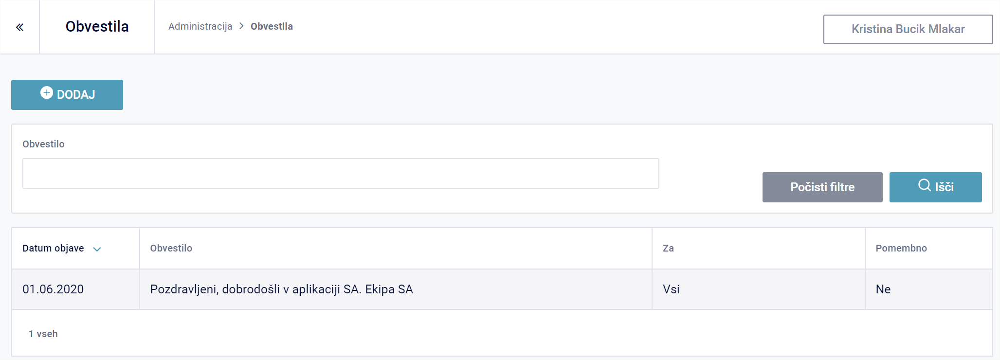 Obvestila
Administracija > Obvestila
Kristina Bucik Mlakar
DODAJ
Obvestilo
Počisti filtre
Išči
Datum objave Obvestilo Za Pomembno
01.06.2020 Pozdravljeni, dobrodošli v aplikaciji SA. Ekipa SA Vsi Ne
1 vseh